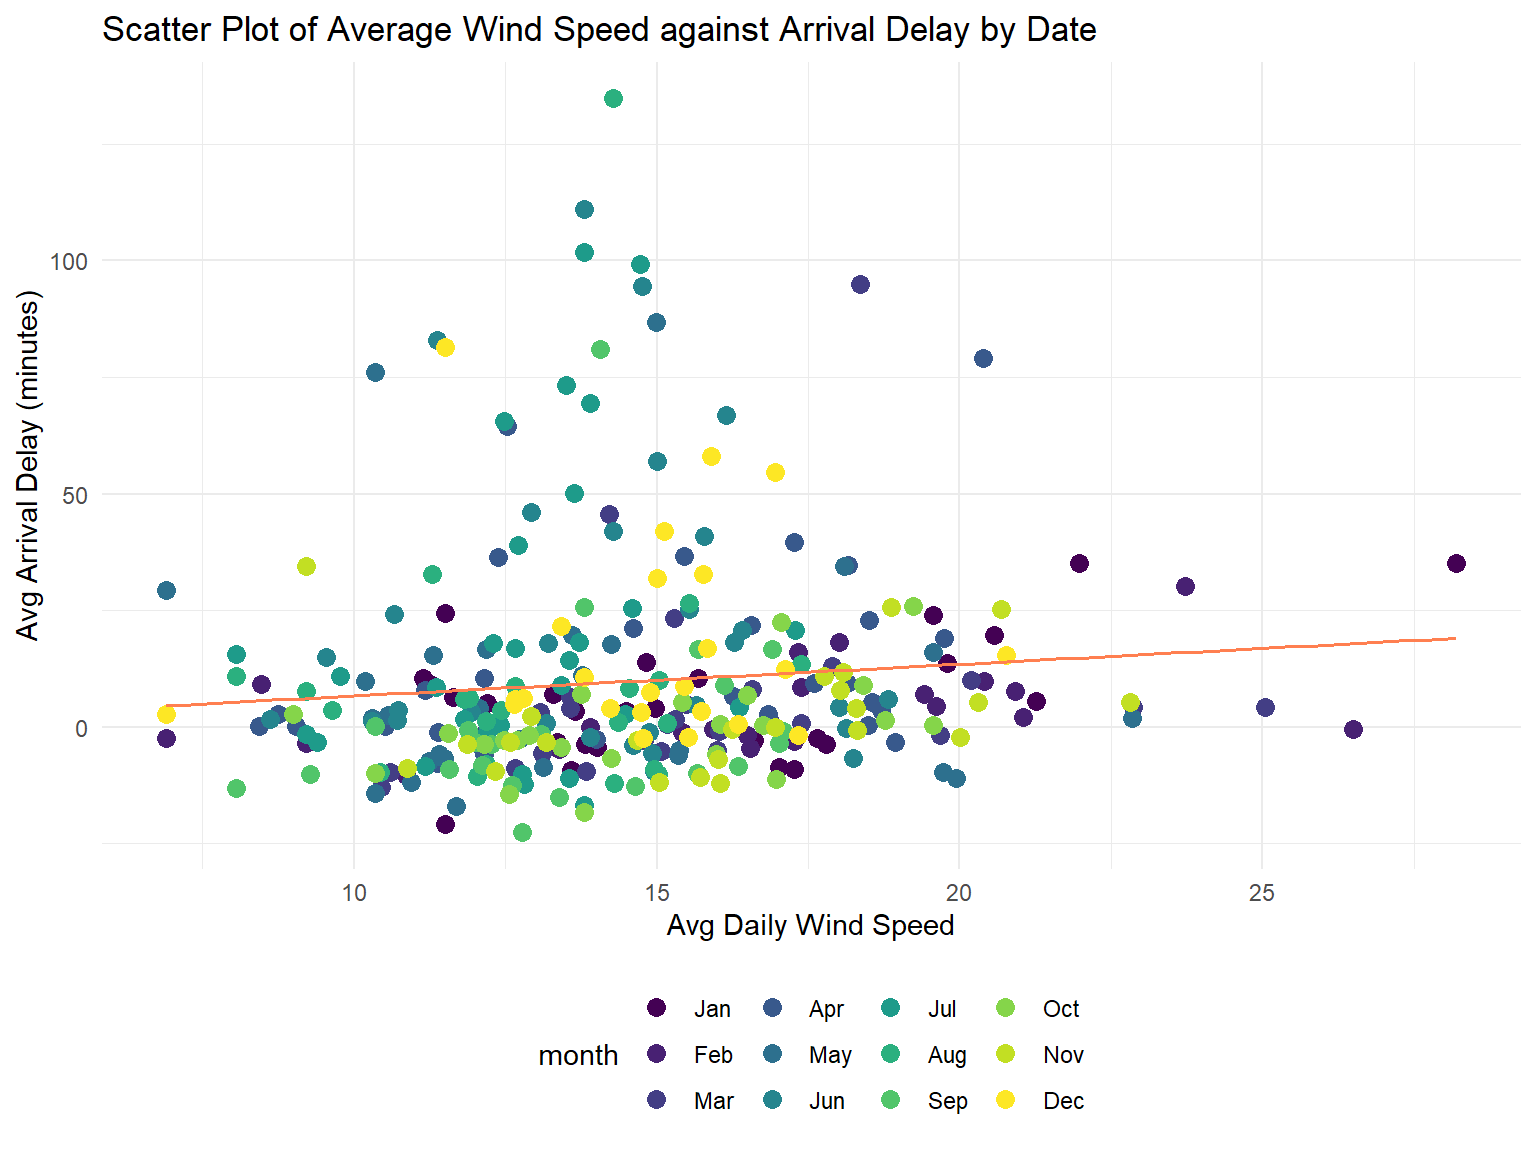 Scatter Plot of Average Wind Speed against Arrival Delay by Date
Avg Arrival Delay (minutes)
100
50
0
10 15 20 25
Avg Daily Wind Speed
month
Jan Apr Jul Oct
Feb May Aug Nov
Mar Jun Sep Dec